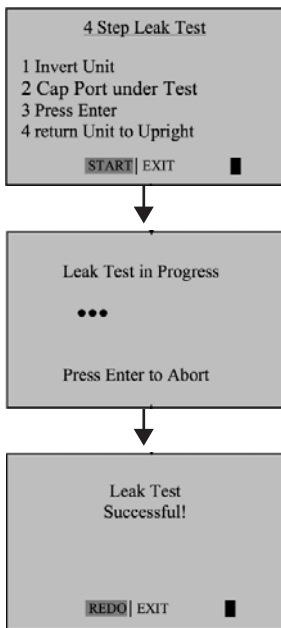 4 Step Leak Test
1 Invert Unit
2 Cap Port under Test
3 Press Enter
4 return Unit to Upright
START| EXIT
Leak Test in Progress
•••
Press Enter to Abort
Leak Test
Successful!
REDO| EXIT